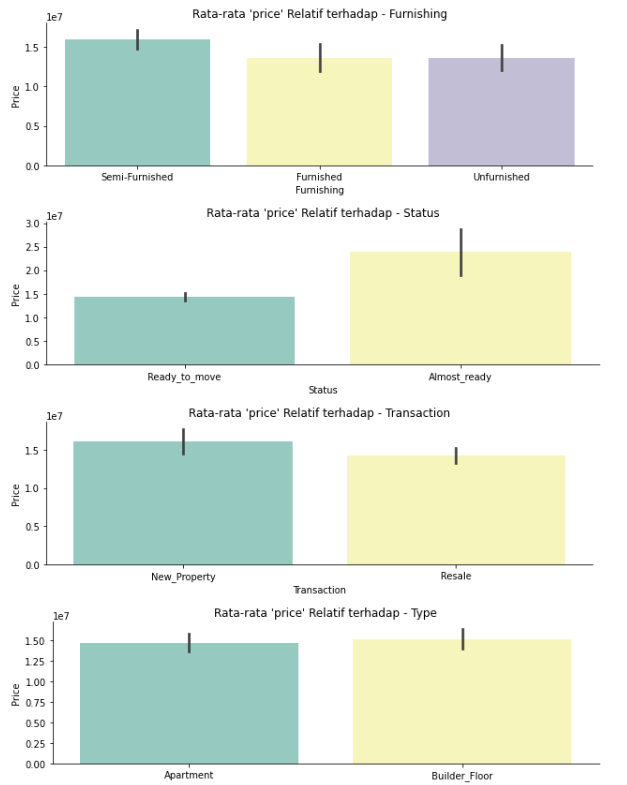 Rata-rata 'price' Relatif terhadap - Furnishing
1e7
1.5
1.0
0.5
0.0
Price
Semi-Furnished Furnished Unfurnished
Furnishing
Rata-rata 'price' Relatif terhadap - Status
1e7
3.0
2.5
2.0
1.5
1.0
0.5
0.0
Price
Ready_to_move Almost_ready
Status
Rata-rata 'price' Relatif terhadap - Transaction
1e7
1.5
1.0
0.5
0.0
Price
New_Property Resale
Transaction
Rata-rata 'price' Relatif terhadap - Type
1e7
1.50
1.25
1.00
0.75
0.50
0.25
0.00
Price
Apartment Builder_Floor